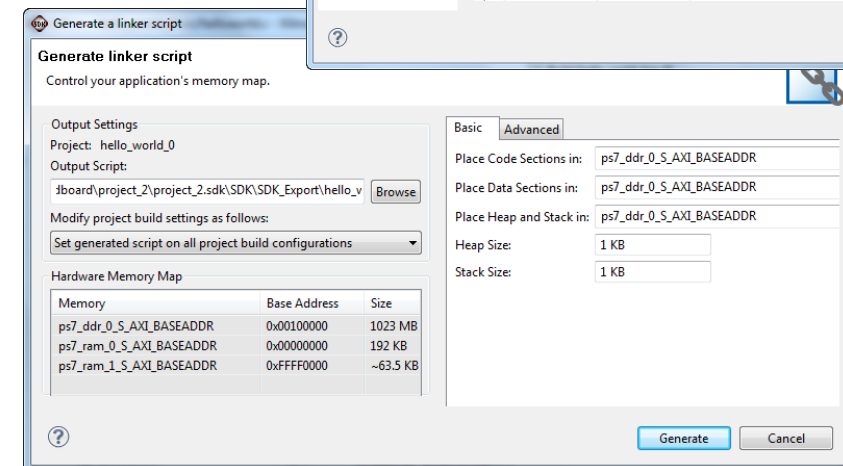 SDK Generate a linker script
Generate linker script
Control your application's memory map.
Output Settings
Project: hello_world_0
Output Script:
:lboard\project_2\project_2.sdk\SDK\SDK_Export\hello_v Browse
Modify project build settings as follows:
Set generated script on all project build configurations
Hardware Memory Map
Memory Base Address Size
ps7_ddr_0_S_AXI_BASEADDR 0x00100000 1023 MB
ps7_ram_0_S_AXI_BASEADDR 0x00000000 192 KB
ps7_ram_1_S_AXI_BASEADDR 0xFFFF0000 ~63.5 KB
Basic Advanced
Place Code Sections in: ps7_ddr_0_S_AXI_BASEADDR
Place Data Sections in: ps7_ddr_0_S_AXI_BASEADDR
Place Heap and Stack in: ps7_ddr_0_S_AXI_BASEADDR
Heap Size: 1 KB
Stack Size: 1 KB
Generate Cancel